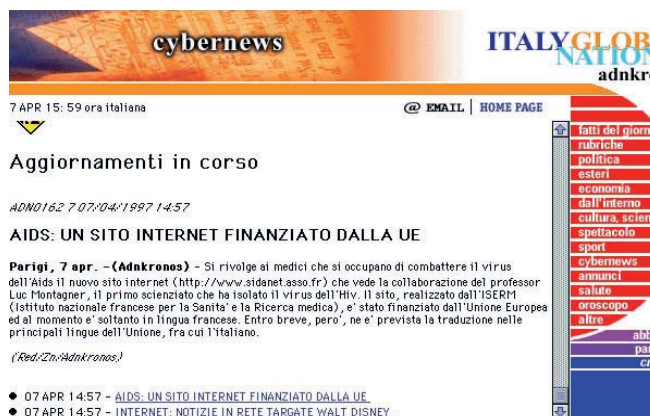 cybernews
ITALY GLOB
NATION
adnkr
7 APR 15: 59 ora italiana
@ EMAIL | HOME PAGE
Aggiornamenti in corso
ADN0162 7 07/04/1997 14:57
AIDS: UN SITO INTERNET FINANZIATO DALLA UE
Parigi, 7 apr. -(Adnkronos) - Si rivolge ai medici che si occupano di combattere il virus
dell'Aids il nuovo sito internet (http://www.sidanet.asso.fr) che vede la collaborazione del professor
Luc Montagner, il primo scienziato che ha isolato il virus dell'Hiv. Il sito, realizzato dall'ISERM
(Istituto nazionale francese per la Sanita' e la Ricerca medica), e' stato finanziato dall'Unione Europea
ed al momento e' soltanto in lingua francese. Entro breve, pero', ne e' prevista la traduzione nelle
principali lingue dell'Unione, fra cui l'italiano.
(Red/Zn/Adnkronos)
07 APR 14:57 - AIDS: UN SITO INTERNET FINANZIATO DALLA UE
07 APR 14:57 - INTERNET: NOTIZIE IN RETE TARGATE WALT DISNEY
fatti del giorn
rubriche
politica
esteri
economia
dall'interno
cultura, scien
spettacolo
sport
cybernews
annunci
salute
oroscopo
altre
abb
pa